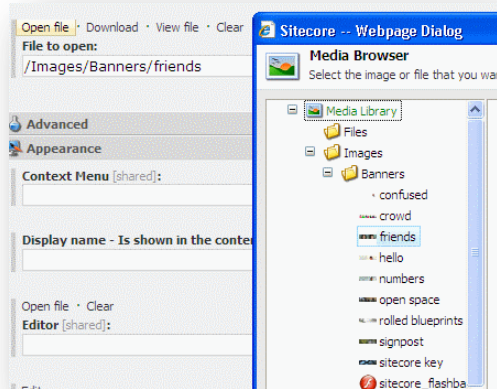 Open file · Download · View file · Clear
File to open:
/Images/Banners/friends
Advanced
Appearance
Context Menu [shared]:
Display name - Is shown in the conte
Open file · Clear
Editor [shared]:
Sitecore -- Webpage Dialog
Media Browser
Select the image or file that you wa
Media Library
Files
Images
Banners
confused
crowd
friends
hello
numbers
open space
rolled blueprints
signpost
sitecore key
sitecore_flashba